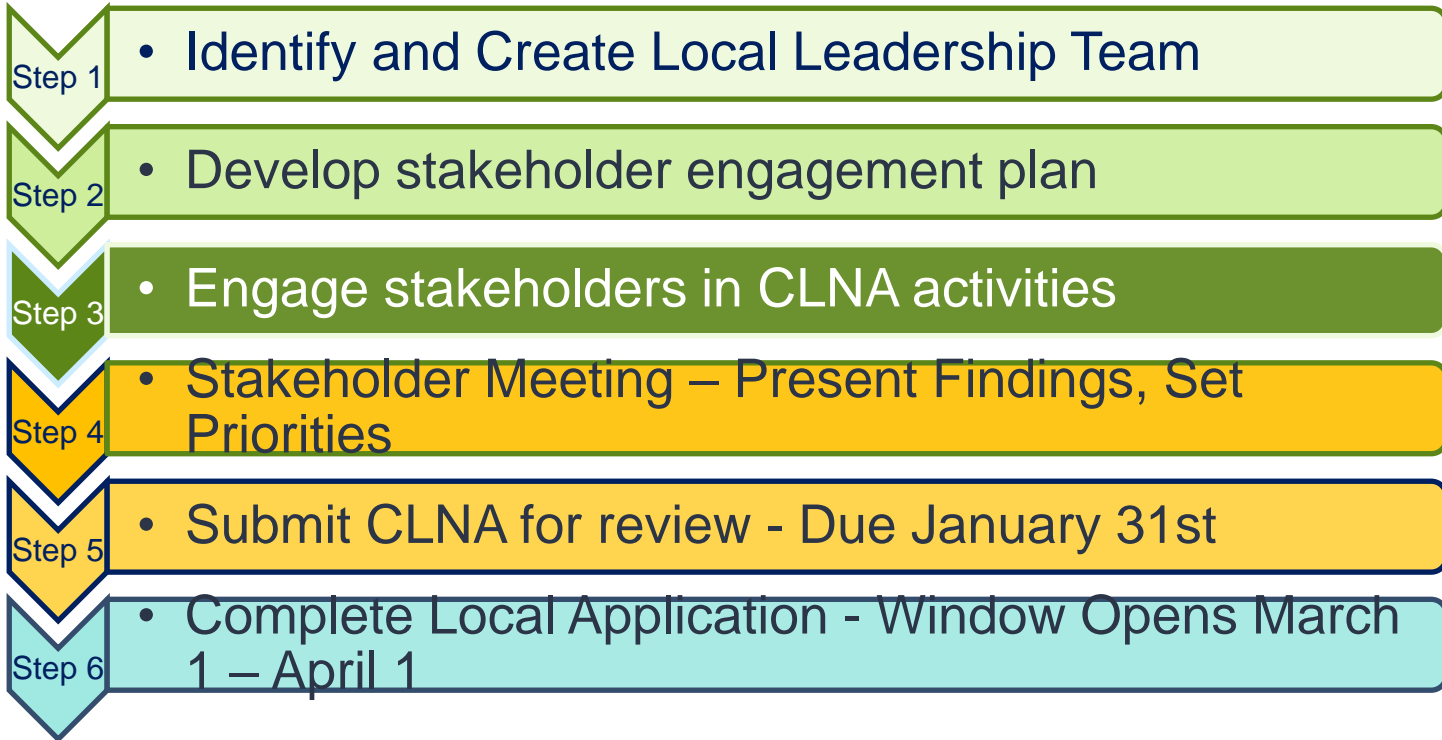 Step 1
• Identify and Create Local Leadership Team
Step 2
• Develop stakeholder engagement plan
Step 3
• Engage stakeholders in CLNA activities
Step 4
• Stakeholder Meeting – Present Findings, Set
Priorities
Step 5
• Submit CLNA for review - Due January 31st
Step 6
• Complete Local Application - Window Opens March
1 – April 1